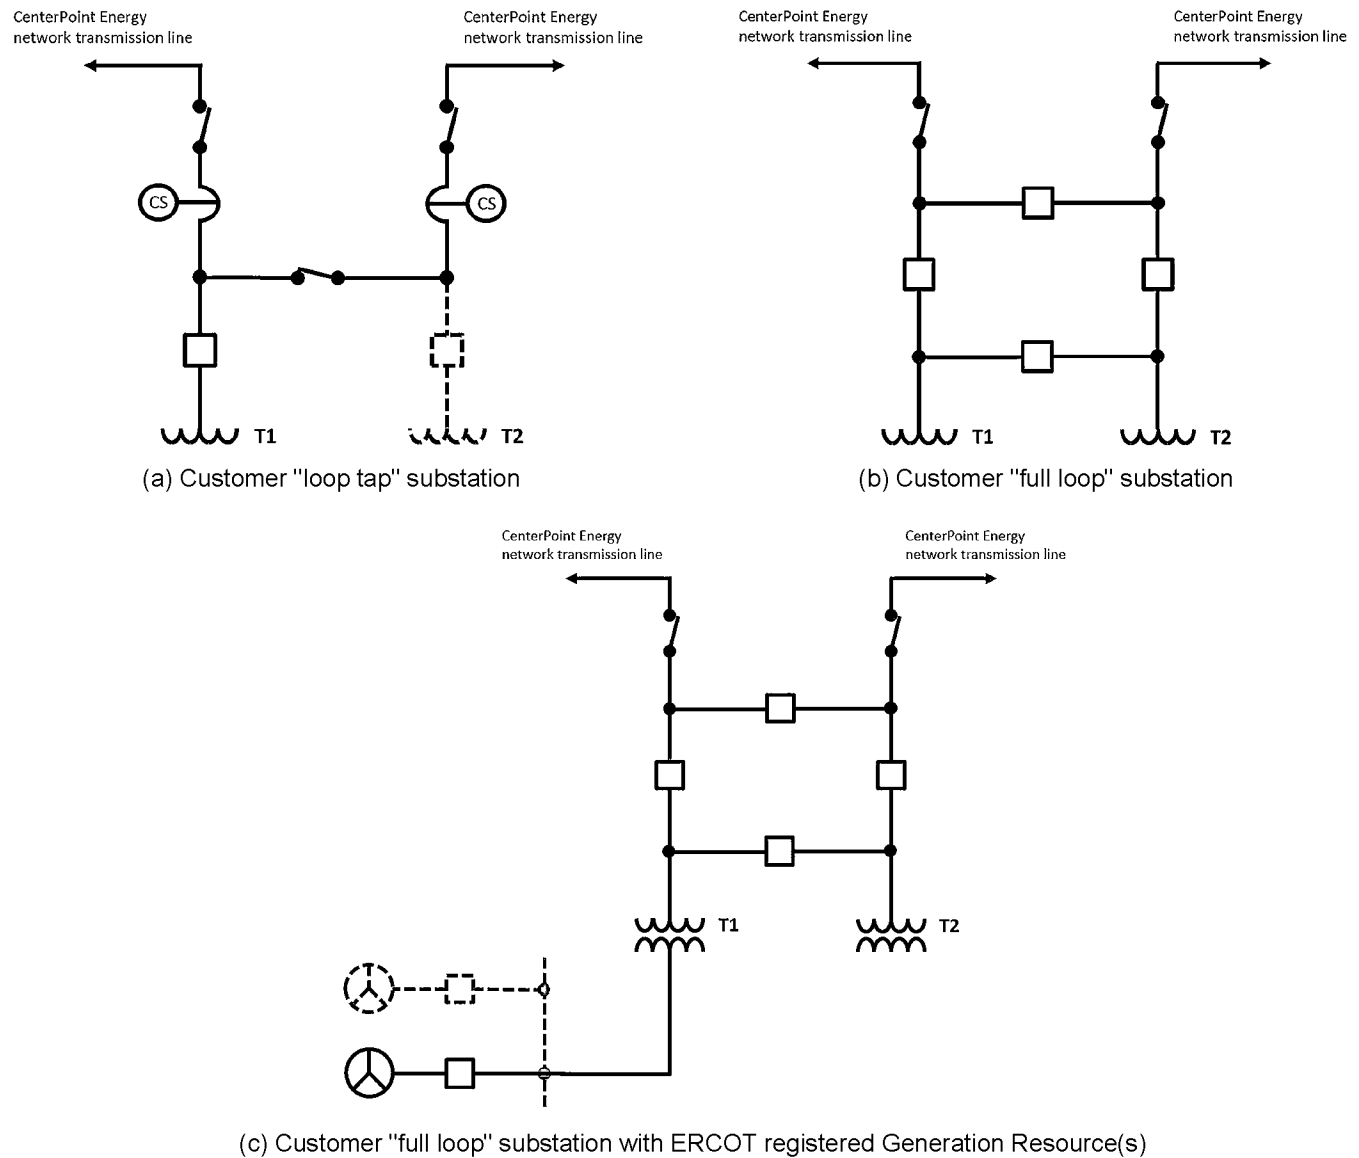 CenterPoint Energy
network transmission line
CenterPoint Energy
network transmission line
CenterPoint Energy
network transmission line
CenterPoint Energy
network transmission line
CS
CS
T1
T2
T1
T2
(a) Customer "loop tap" substation
(b) Customer "full loop" substation
CenterPoint Energy
network transmission line
CenterPoint Energy
network transmission line
T1
T2
(c) Customer "full loop" substation with ERCOT registered Generation Resource(s)